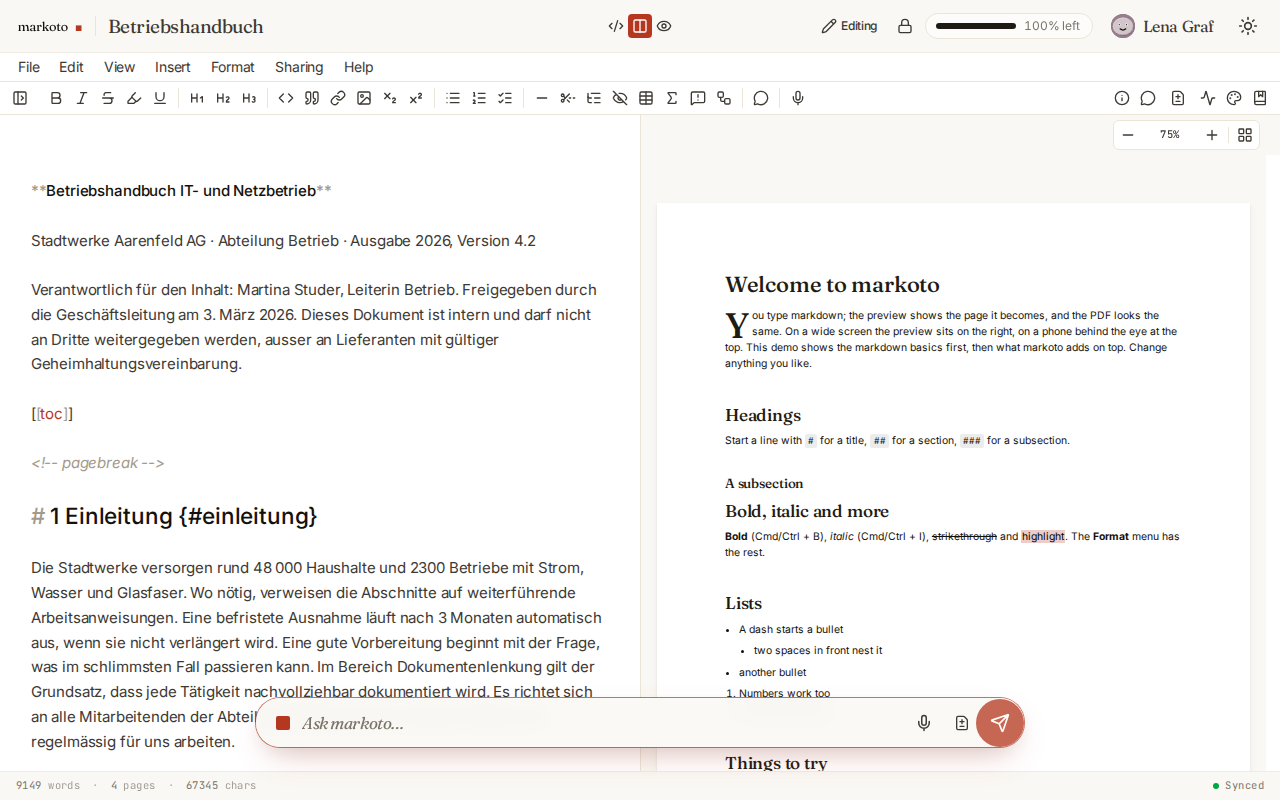 markoto
Betriebshandbuch
Editing
100% left
Lena Graf
File Edit View Insert Format Sharing Help
B I S U H1 H2 H3 X2 X2
75%
**Betriebshandbuch IT- und Netzbetrieb**
Stadtwerke Aarenfeld AG · Abteilung Betrieb · Ausgabe 2026, Version 4.2
Verantwortlich für den Inhalt: Martina Studer, Leiterin Betrieb. Freigegeben durch
die Geschäftsleitung am 3. März 2026. Dieses Dokument ist intern und darf nicht
an Dritte weitergegeben werden, ausser an Lieferanten mit gültiger
Geheimhaltungsvereinbarung.
[[toc]]
<!-- pagebreak -->
# 1 Einleitung {#einleitung}
Die Stadtwerke versorgen rund 48 000 Haushalte und 2300 Betriebe mit Strom,
Wasser und Glasfaser. Wo nötig, verweisen die Abschnitte auf weiterführende
Arbeitsanweisungen. Eine befristete Ausnahme läuft nach 3 Monaten automatisch
aus, wenn sie nicht verlängert wird. Eine gute Vorbereitung beginnt mit der Frage,
was im schlimmsten Fall passieren kann. Im Bereich Dokumentenlenkung gilt der
Grundsatz, dass jede Tätigkeit nachvollziehbar dokumentiert wird. Es richtet sich
an alle Mitarbeitenden der
regelmässig für uns arbeiten.
Welcome to markoto
You type markdown; the preview shows the page it becomes, and the PDF looks the
same. On a wide screen the preview sits on the right, on a phone behind the eye at the
top. This demo shows the markdown basics first, then what markoto adds on top. Change
anything you like.
Headings
Start a line with # for a title, ## for a section, ### for a subsection.
A subsection
Bold, italic and more
Bold (Cmd/Ctrl + B), italic (Cmd/Ctrl + I), strikethrough and highlight. The Format menu has
the rest.
Lists
• A dash starts a bullet
• two spaces in front nest it
• another bullet
1. Numbers work too
Things to try
Ask markoto...
9149 words · 4 pages · 67345 chars
Synced